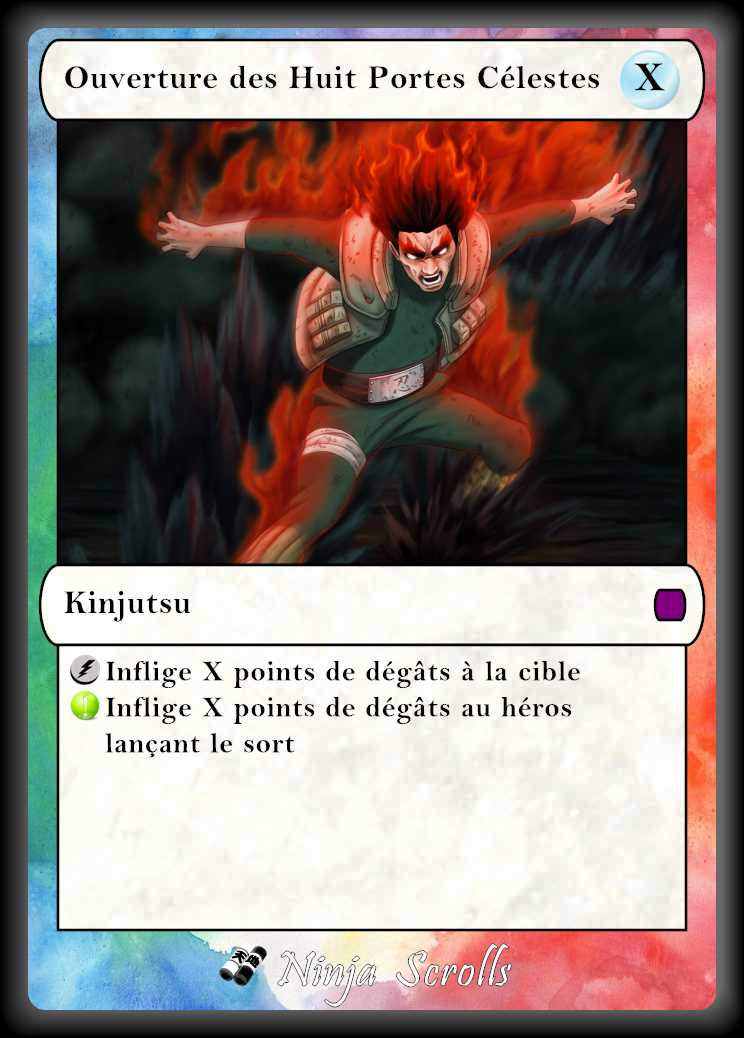 Ouverture des Huit Portes Célestes X
Kinjutsu
Inflige X points de dégâts à la cible
Inflige X points de dégâts au héros
lançant le sort
Ninja Scrolls